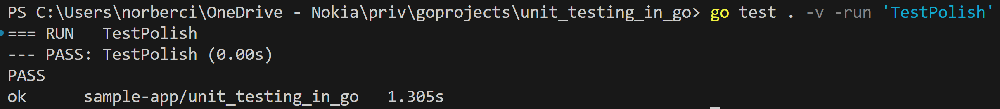 PS C:\Users\norberci\OneDrive - Nokia\priv\goprojects\unit_testing_in_go> go test . -v -run 'TestPolish'
=== RUN   TestPolish
--- PASS: TestPolish (0.00s)
PASS
ok      sample-app/unit_testing_in_go   1.305s